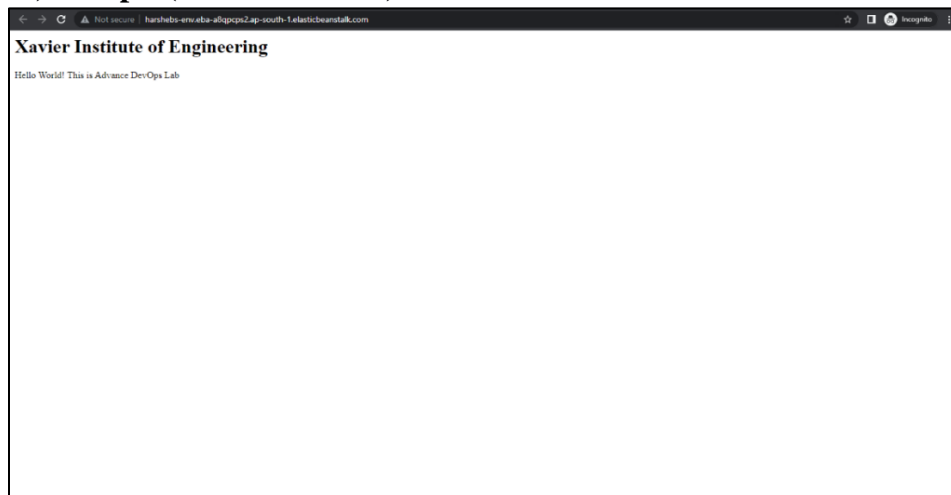 Not secure harshebs-env.eba-a8qpcps2.ap-south-1.elasticbeanstalk.com Incognito
Xavier Institute of Engineering
Hello World! This is Advance DevOps Lab